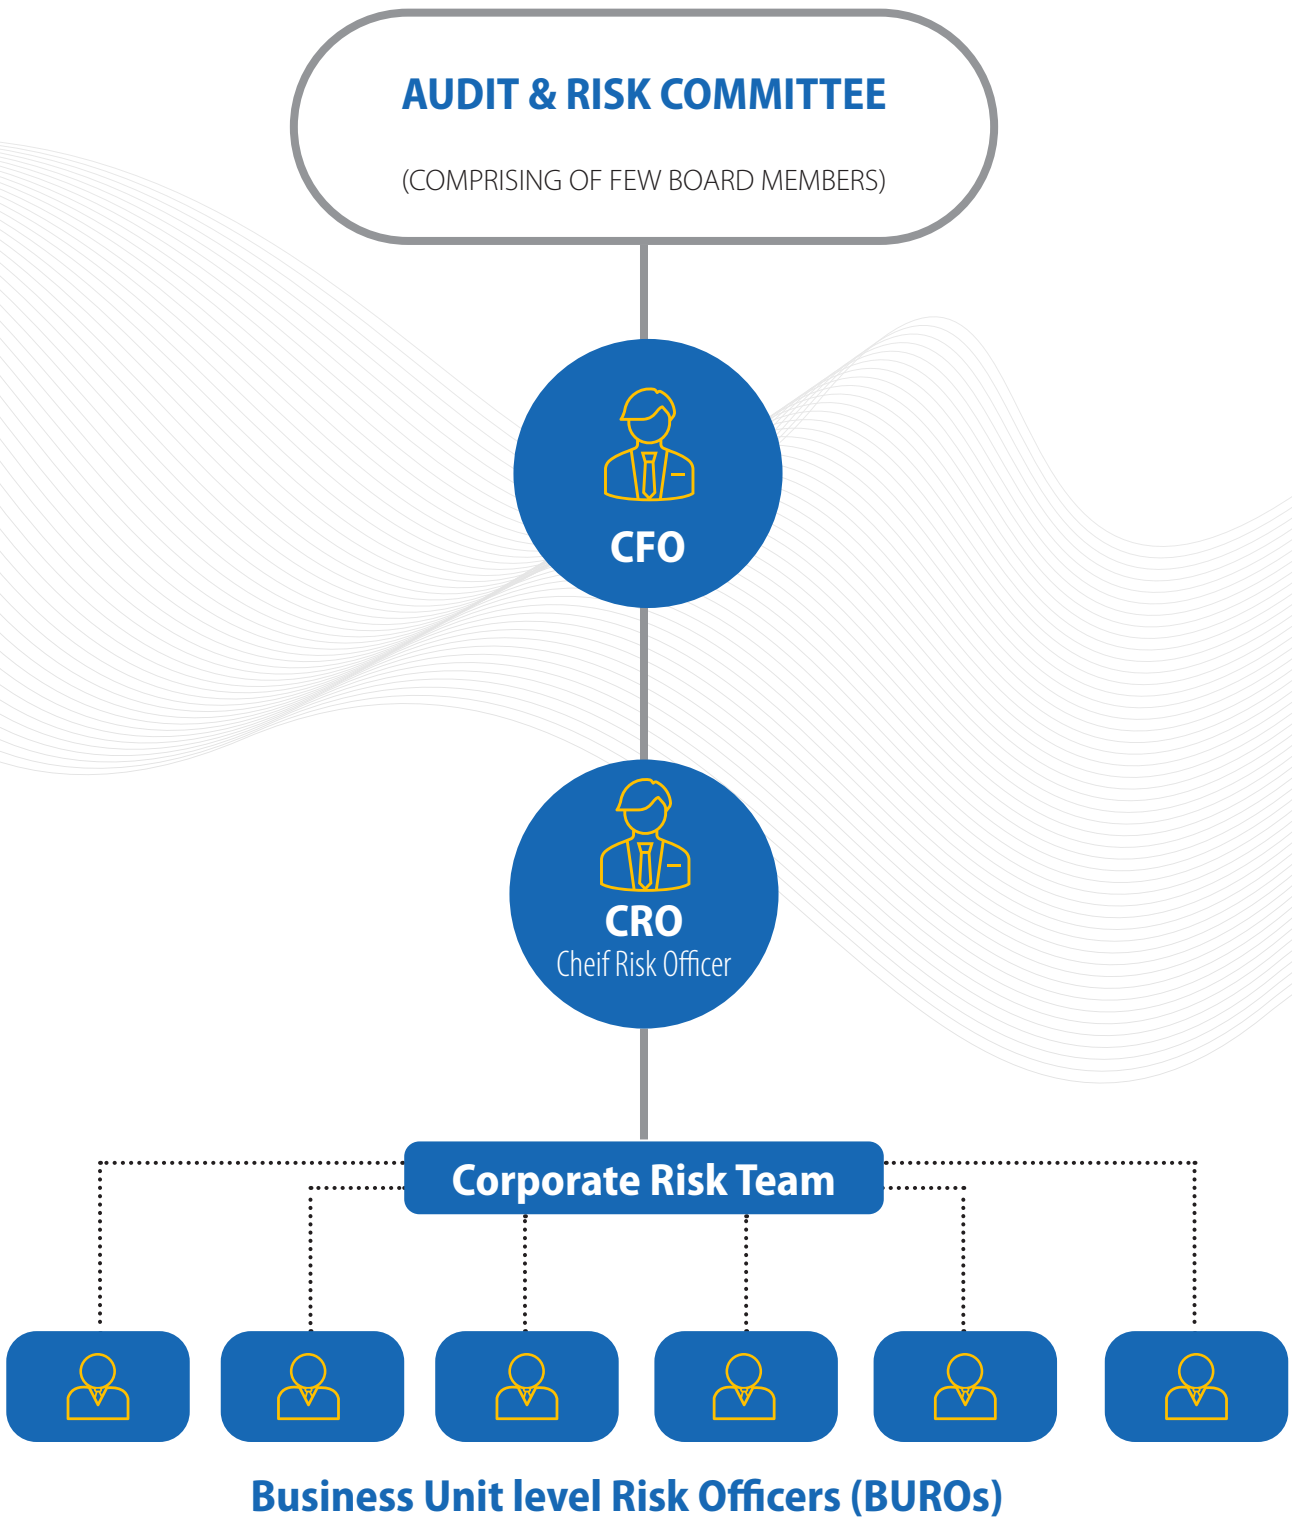 AUDIT & RISK COMMITTEE
(COMPRISING OF FEW BOARD MEMBERS)
CFO
CRO
Cheif Risk Officer
Corporate Risk Team
Business Unit level Risk Officers (BUROs)